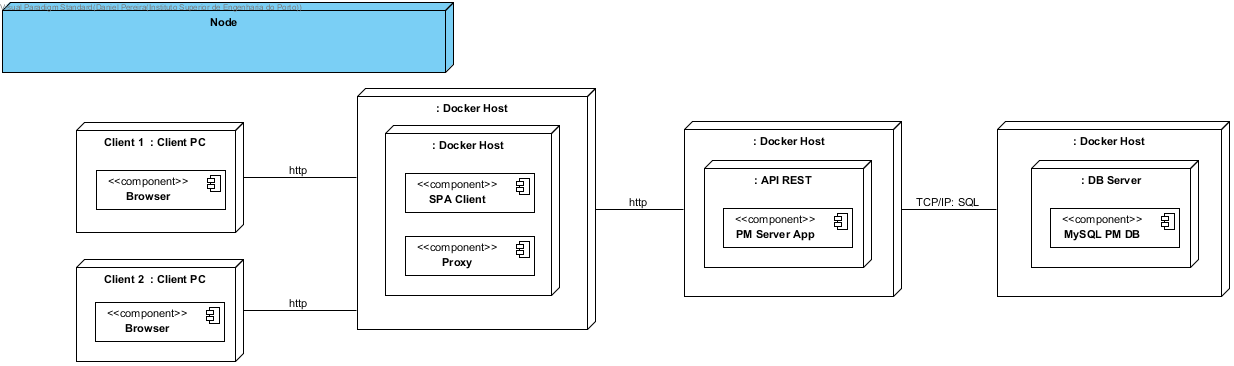 Visual Paradigm Standard(Daniel Pereira(Instituto Superior de Engenharia do Porto))
Node
Client 1 : Client PC
<<component>>
Browser
http
Client 2 : Client PC
<<component>>
Browser
http
: Docker Host
: Docker Host
<<component>>
SPA Client
<<component>>
Proxy
http
: Docker Host
: API REST
<<component>>
PM Server App
TCP/IP: SQL
: Docker Host
: DB Server
<<component>>
MySQL PM DB